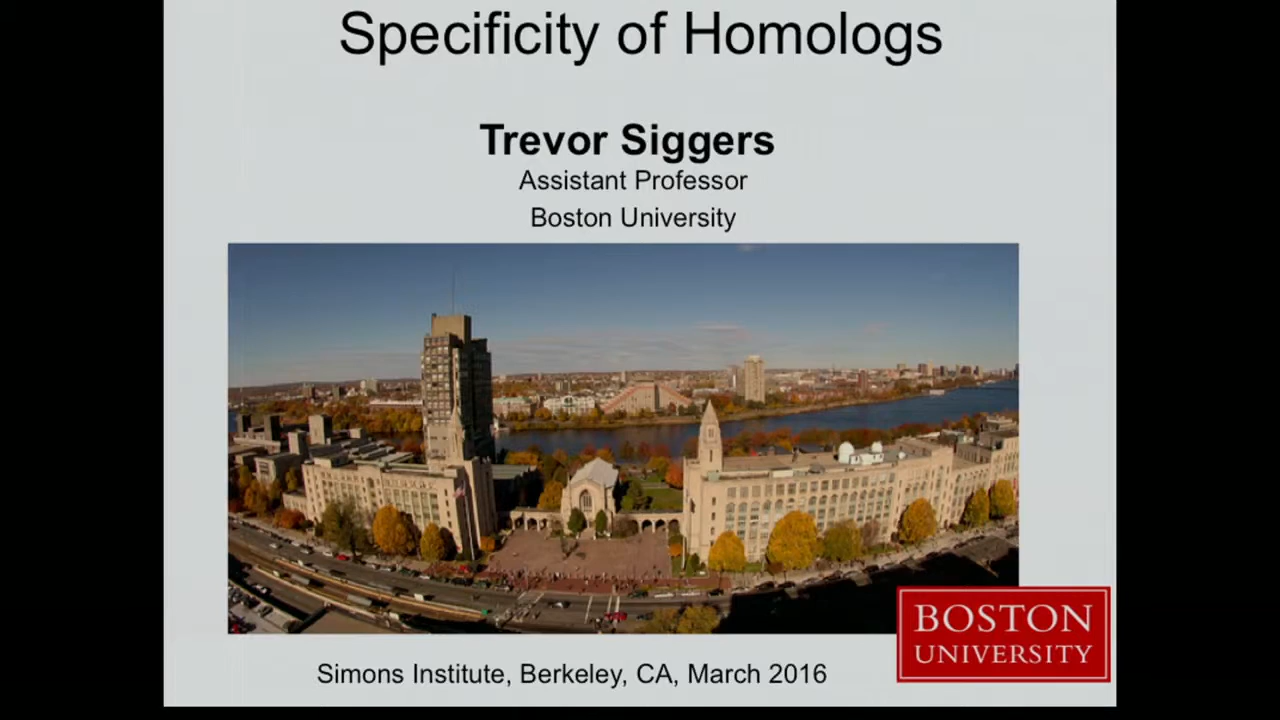 Specificity of Homologs
Trevor Siggers
Assistant Professor
Boston University
BOSTON
UNIVERSITY
Simons Institute, Berkeley, CA, March 2016